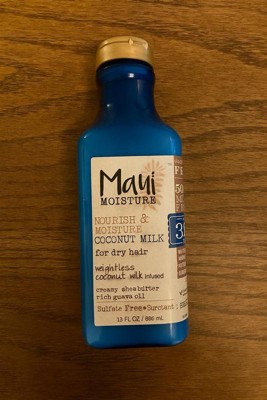 Maui
MOISTURE
NOURISH &
MOISTURE
COCONUT MILK
for dry hair
weightless
coconut milk infused
creamy shea butter
rich guava oil
Sulfate Free
13 FL OZ / 886 ml